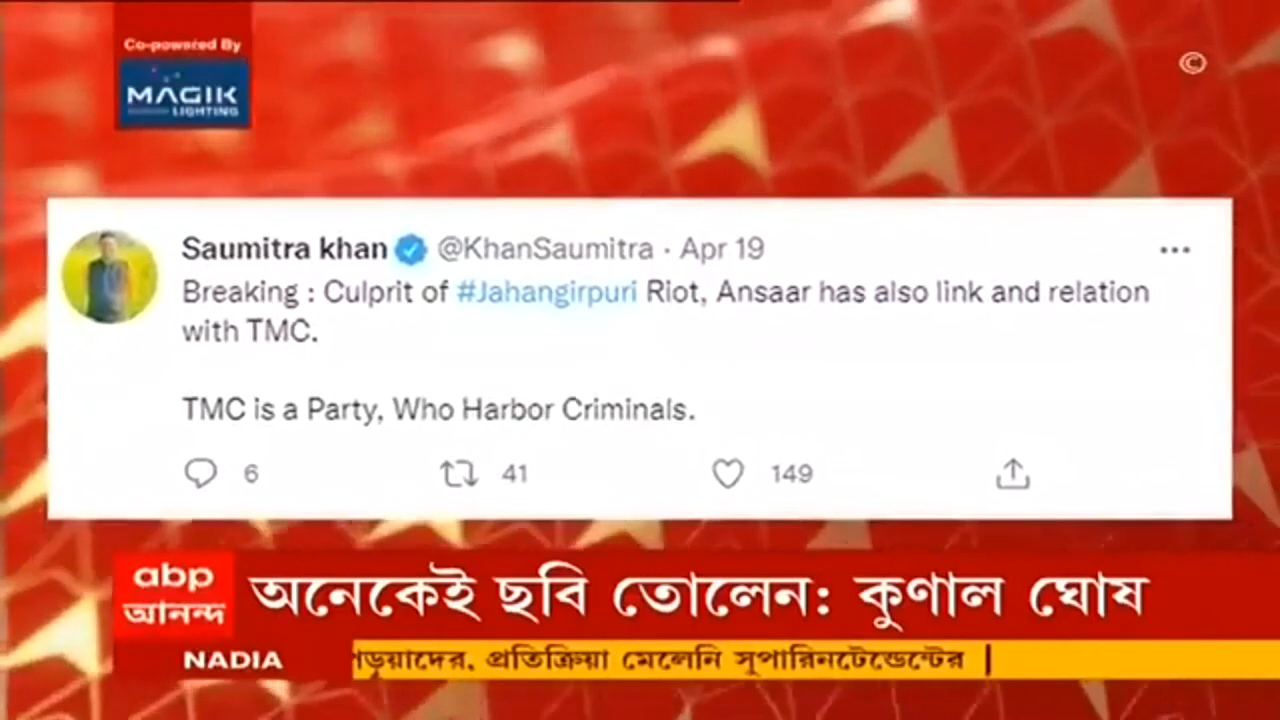 Co-powered By
MAGIK
LIGHTING
©
Saumitra khan @KhanSaumitra · Apr 19
Breaking : Culprit of #Jahangirpuri Riot, Ansaar has also link and relation
with TMC.
TMC is a Party, Who Harbor Criminals.
6 41 149
abp
আনন্দ
অনেকেই ছবি তোলেন: কুণাল ঘোষ
NADIA
প্রতিক্রিয়া মেলেনি সুপারিনটেন্ডেন্টের |